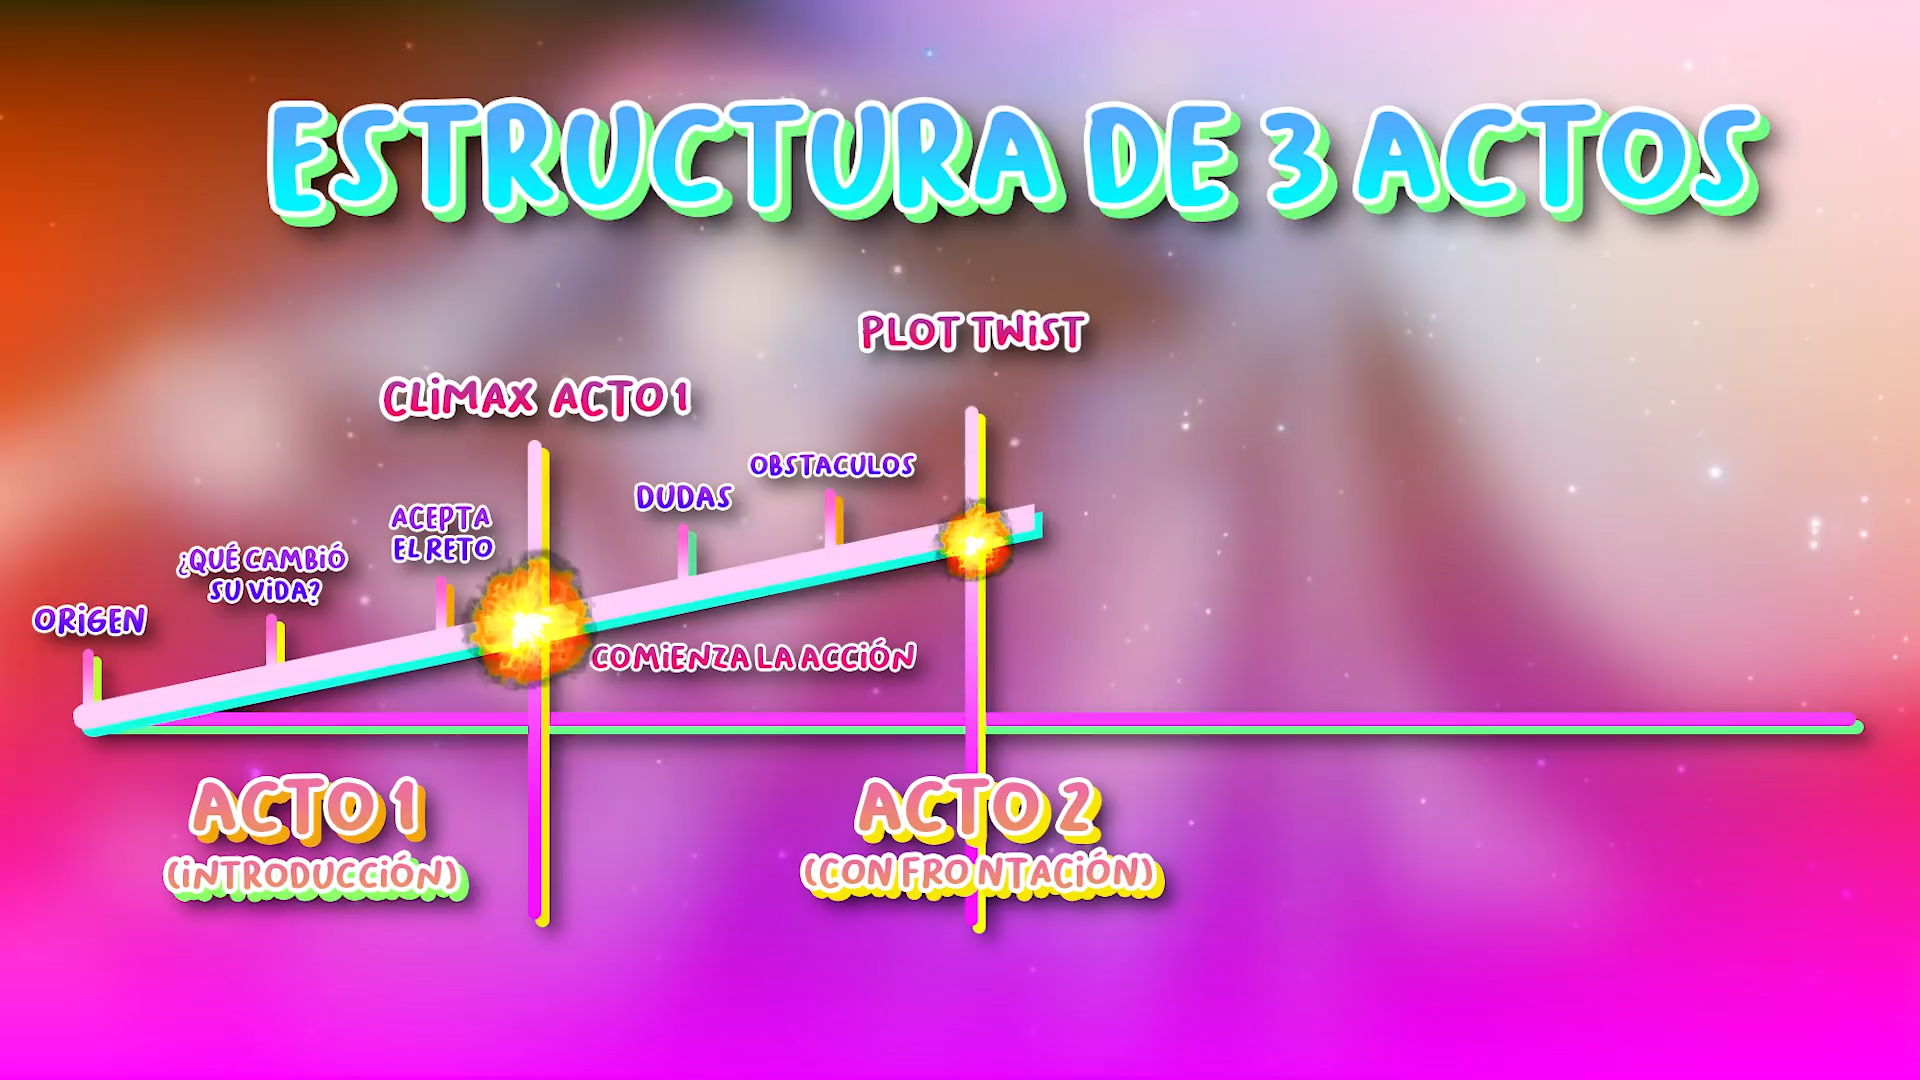 ESTRUCTURA DE 3 ACTOS
PLOT TWiST
CLiMAX ACTO 1
OBSTACULOS
DUDAS
ACEPTA
EL RETO
¿QUÉ CAMBiÓ
SU ViDA?
ORiGEN
COMiENZA LA ACCiÓN
ACTO 1
(iNTRODUCCiÓN)
ACTO 2
(CONFRONTACiÓN)